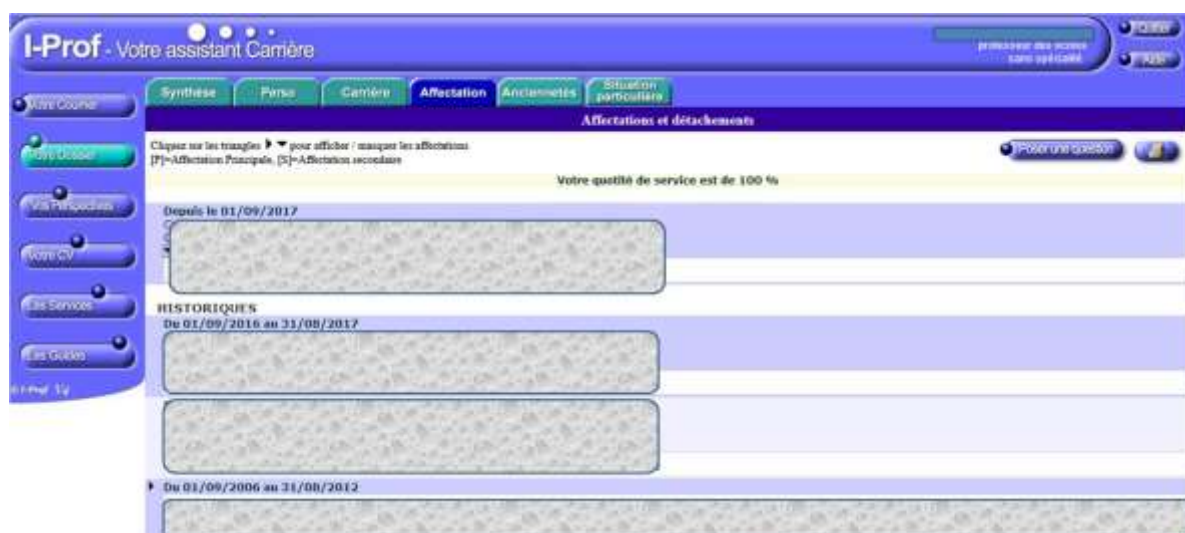 I-Prof - Votre assistant Carrière
professeur des écoles
sans spécialité
Quitter
Aide
Votre Courrier
Votre Dossier
Vos Perspectives
Votre CV
Les Services
Les Guides
Synthèse Perso Carrière Affectation Anciennetés Situation particulière
Affectations et détachements
Cliquez sur les triangles pour afficher / masquer les affectations
[P]=Affectation Principale, [S]=Affectation secondaire
Poser une question
Votre quotité de service est de 100 %
Depuis le 01/09/2017
HISTORIQUES
Du 01/09/2016 au 31/08/2017
Du 01/09/2006 au 31/08/2012